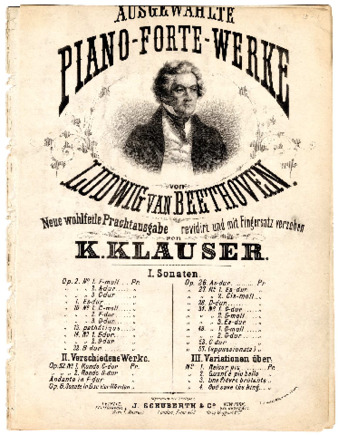 AUSGEWÄHLTE
PIANO-FORTE-WERKE
von
LUDWIG VAN BEETHOVEN.
Neue wohlfeile Prachtausgabe revidirt und mit Fingersatz versehen
von
K. KLAUSER.
I. Sonaten.
Op. 2. No 1. F-moll Pr.
" " 2. A-dur
" " 3. C-dur
" 7. Es-dur
" 10. No 1. C-moll
" " 2. F-dur
" " 3. D-dur
" 13. pathétique
" 14. No 1. E-dur
" " 2. G-dur
" 22. B-dur
Op. 26. As-dur Pr.
" 27. No 1. Es-dur
" " 2. Cis-moll
" 28. D-dur
" 31. No 1. G-dur
" " 2. D-moll
" " 3. Es-dur
" 49. " 1. G-moll
" " 2. G-dur
" 53. C-dur
" 57. (appassionata)
II. Verschiedene Werke.
Op. 51. No 1. Rondo C-dur Pr.
" " 2. Rondo G-dur
Andante in F-dur
III. Variationen über:
No 1. Nel cor più Pr.
" 2. Quant' è più bello
" 3. Une fièvre brûlante
" 4. God save the king
J. SCHUBERTH & Co.